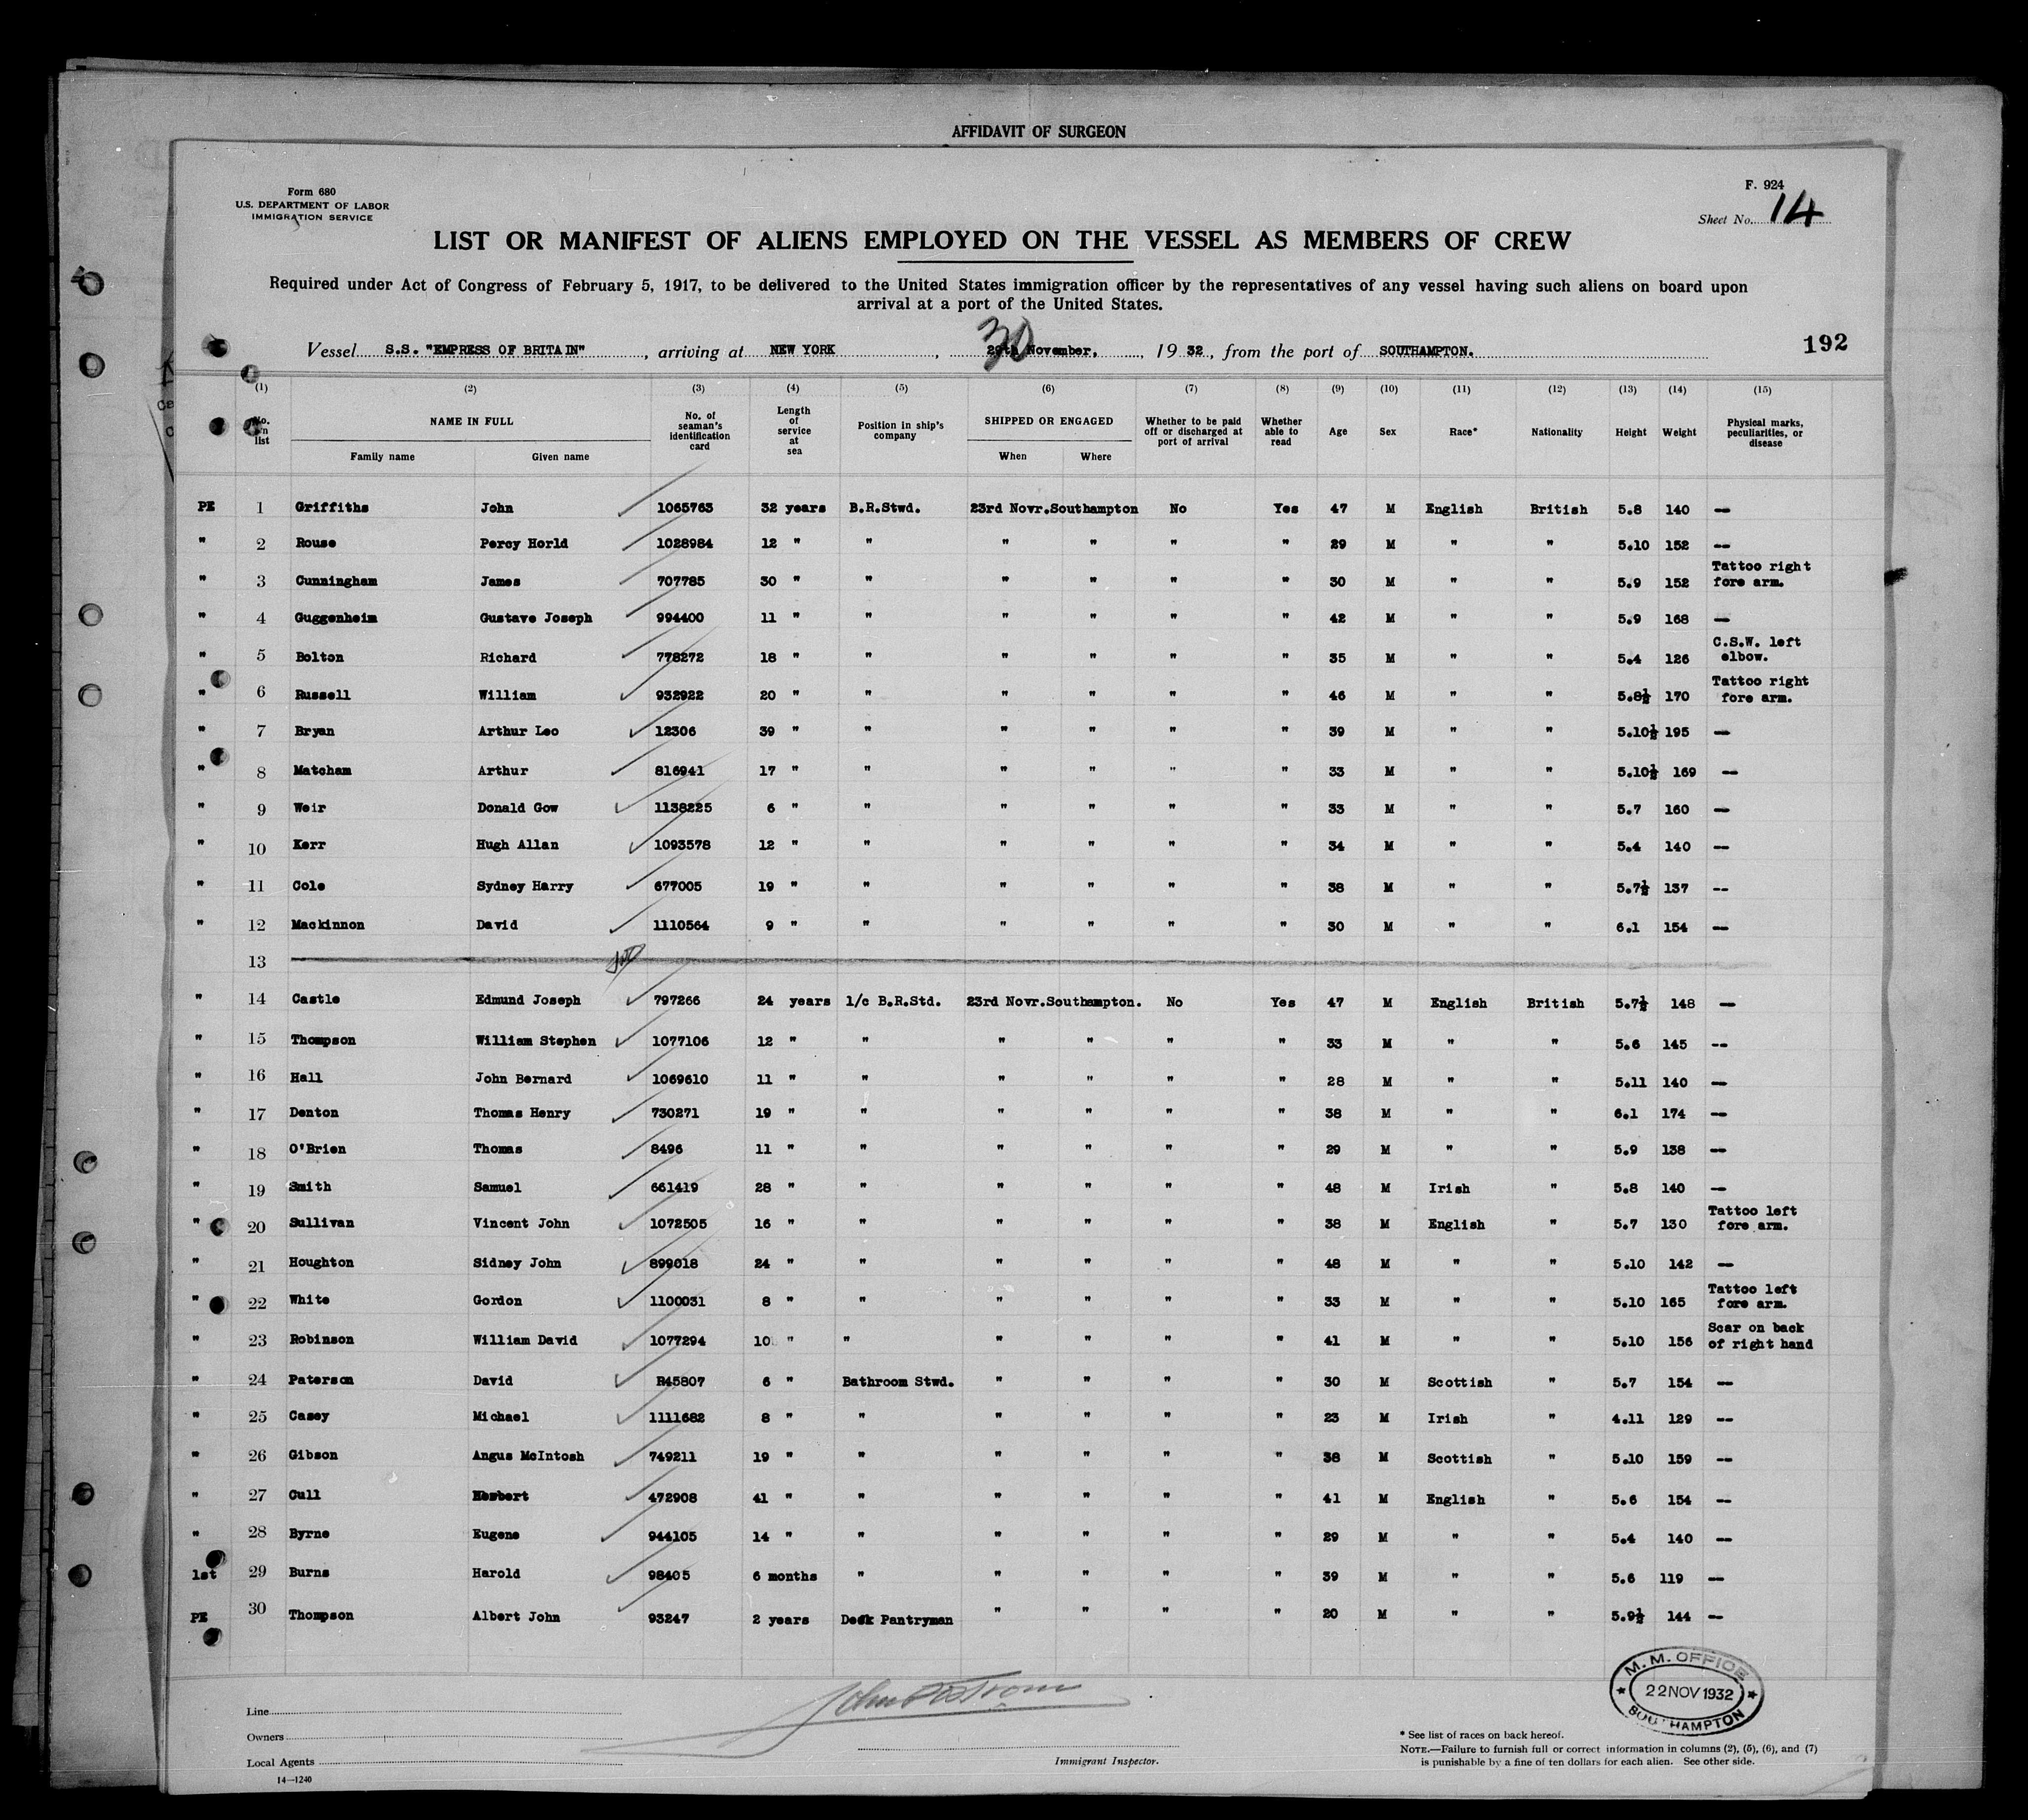 AFFIDAVIT OF SURGEON
Form 680
U.S. DEPARTMENT OF LABOR
IMMIGRATION SERVICE
F. 924
Sheet No. 14
LIST OR MANIFEST OF ALIENS EMPLOYED ON THE VESSEL AS MEMBERS OF CREW
Required under Act of Congress of February 5, 1917, to be delivered to the United States immigration officer by the representatives of any vessel having such aliens on board upon
arrival at a port of the United States.
Vessel S.S. "EMPRESS OF BRITAIN", arriving at NEW YORK, 30 29th November, 1932, from the port of SOUTHAMPTON. 192
(1) (2) (3) (4) (5) (6) (7) (8) (9) (10) (11) (12) (13) (14) (15)
No. on list | NAME IN FULL | No. of seaman's identification card | Length of service at sea | Position in ship's company | SHIPPED OR ENGAGED | Whether to be paid off or discharged at port of arrival | Whether able to read | Age | Sex | Race* | Nationality | Height | Weight | Physical marks, peculiarities, or disease
Family name | Given name | When | Where
PE 1 Griffiths John 1065763 32 years B.R.Stwd. 23rd Novr.Southampton No Yes 47 M English British 5.8 140 --
" 2 Rouse Percy Horld 1028984 12 " " " " " " 29 M " " 5.10 152 --
" 3 Cunningham James 707785 30 " " " " " " 30 M " " 5.9 152 Tattoo right fore arm.
" 4 Guggenheim Gustave Joseph 994400 11 " " " " " " 42 M " " 5.9 168 --
" 5 Bolton Richard 778272 18 " " " " " " 35 M " " 5.4 126 C.S.W. left elbow.
" 6 Russell William 932922 20 " " " " " " 46 M " " 5.8½ 170 Tattoo right fore arm.
" 7 Bryan Arthur Leo 12306 39 " " " " " " 39 M " " 5.10½ 195 --
" 8 Matcham Arthur 816941 17 " " " " " " 33 M " " 5.10½ 169 --
" 9 Weir Donald Gow 1138225 6 " " " " " " 33 M " " 5.7 160 --
" 10 Kerr Hugh Allan 1093578 12 " " " " " " 34 M " " 5.4 140 --
" 11 Cole Sydney Harry 677005 19 " " " " " " 38 M " " 5.7½ 137 --
" 12 Mackinnon David 1110564 9 " " " " " " 30 M " " 6.1 154 --
13
" 14 Castle Edmund Joseph 797266 24 years 1/c B.R.Std. 23rd Novr.Southampton. No Yes 47 M English British 5.7½ 148 --
" 15 Thompson William Stephen 1077106 12 " " " " " " 33 M " " 5.6 145 --
" 16 Hall John Bernard 1069610 11 " " " " " " 28 M " " 5.11 140 --
" 17 Denton Thomas Henry 730271 19 " " " " " " 38 M " " 6.1 174 --
" 18 O'Brien Thomas 8496 11 " " " " " " 29 M " " 5.9 138 --
" 19 Smith Samuel 661419 28 " " " " " " 48 M Irish " 5.8 140 --
" 20 Sullivan Vincent John 1072505 16 " " " " " " 38 M English " 5.7 130 Tattoo left fore arm.
" 21 Houghton Sidney John 899018 24 " " " " " " 48 M " " 5.10 142 --
" 22 White Gordon 1100031 8 " " " " " " 33 M " " 5.10 165 Tattoo left fore arm.
" 23 Robinson William David 1077294 10 " " " " " " 41 M " " 5.10 156 Scar on back of right hand
" 24 Paterson David R45807 6 " Bathroom Stwd. " " " " 30 M Scottish " 5.7 154 --
" 25 Casey Michael 1111682 8 " " " " " " 23 M Irish " 4.11 129 --
" 26 Gibson Angus McIntosh 749211 19 " " " " " " 38 M Scottish " 5.10 159 --
" 27 Cull Herbert 472908 41 " " " " " " 41 M English " 5.6 154 --
" 28 Byrne Eugene 944105 14 " " " " " " 29 M " " 5.4 140 --
1st 29 Burns Harold 98405 6 months " " " " " 39 M " " 5.6 119 --
PE 30 Thompson Albert John 93247 2 years Deck Pantryman " " " " 20 M " " 5.9½ 144 --
Line
Owners
Local Agents
14—1240
Immigrant Inspector.
M. M. OFFICE
22 NOV 1932
SOUTHAMPTON
* See list of races on back hereof.
NOTE.—Failure to furnish full or correct information in columns (2), (5), (6), and (7)
is punishable by a fine of ten dollars for each alien. See other side.